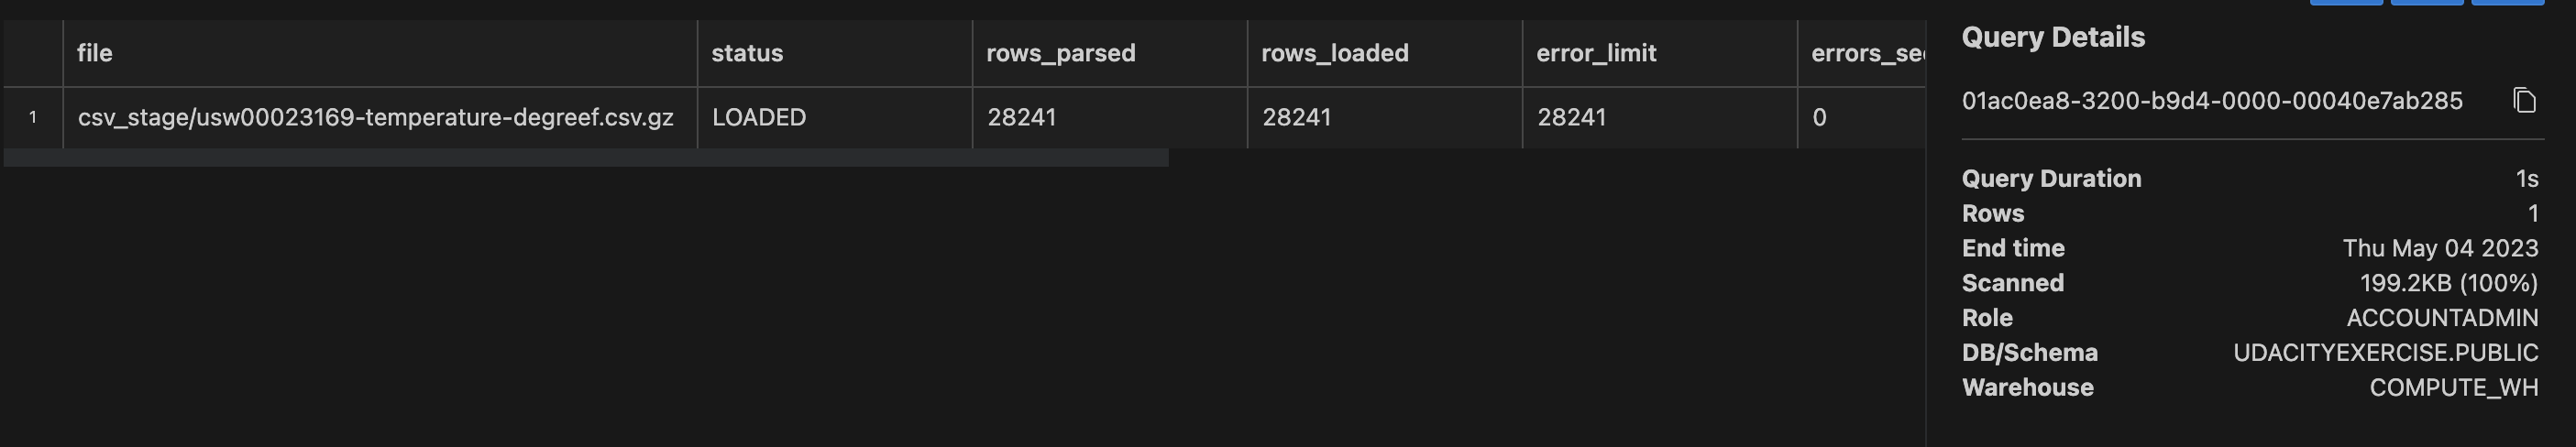 file status rows_parsed rows_loaded error_limit errors_se
1 csv_stage/usw00023169-temperature-degreef.csv.gz LOADED 28241 28241 28241 0
Query Details
01ac0ea8-3200-b9d4-0000-00040e7ab285
Query Duration 1s
Rows 1
End time Thu May 04 2023
Scanned 199.2KB (100%)
Role ACCOUNTADMIN
DB/Schema UDACITYEXERCISE.PUBLIC
Warehouse COMPUTE_WH